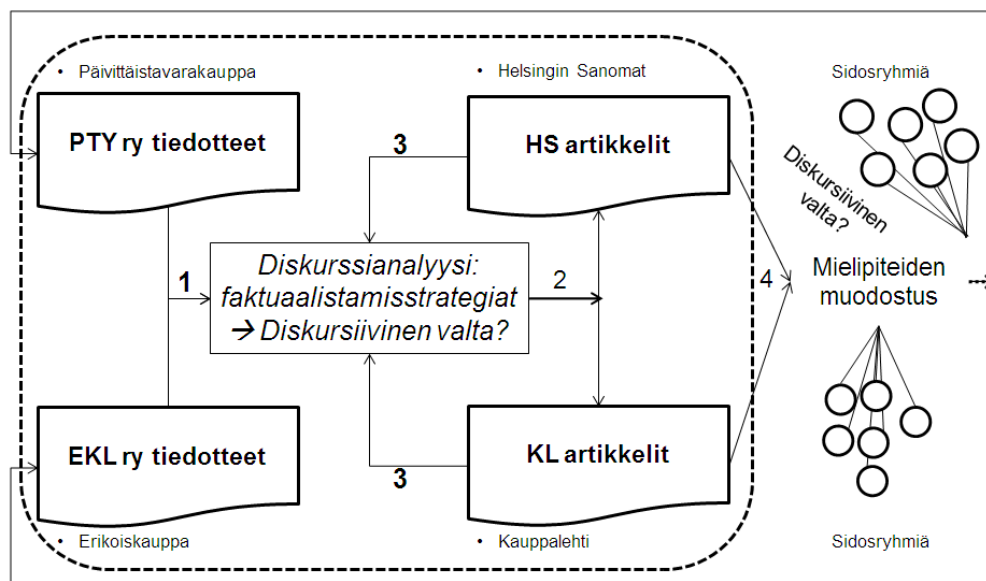 • Päivittäistavarakauppa
• Helsingin Sanomat
Sidosryhmiä
PTY ry tiedotteet
HS artikkelit
3
Diskursiivinen
valta?
1
Diskurssianalyysi:
faktuaalistamisstrategiat
→ Diskursiivinen valta?
2
4
Mielipiteiden
muodostus
EKL ry tiedotteet
KL artikkelit
3
• Erikoiskauppa
• Kauppalehti
Sidosryhmiä